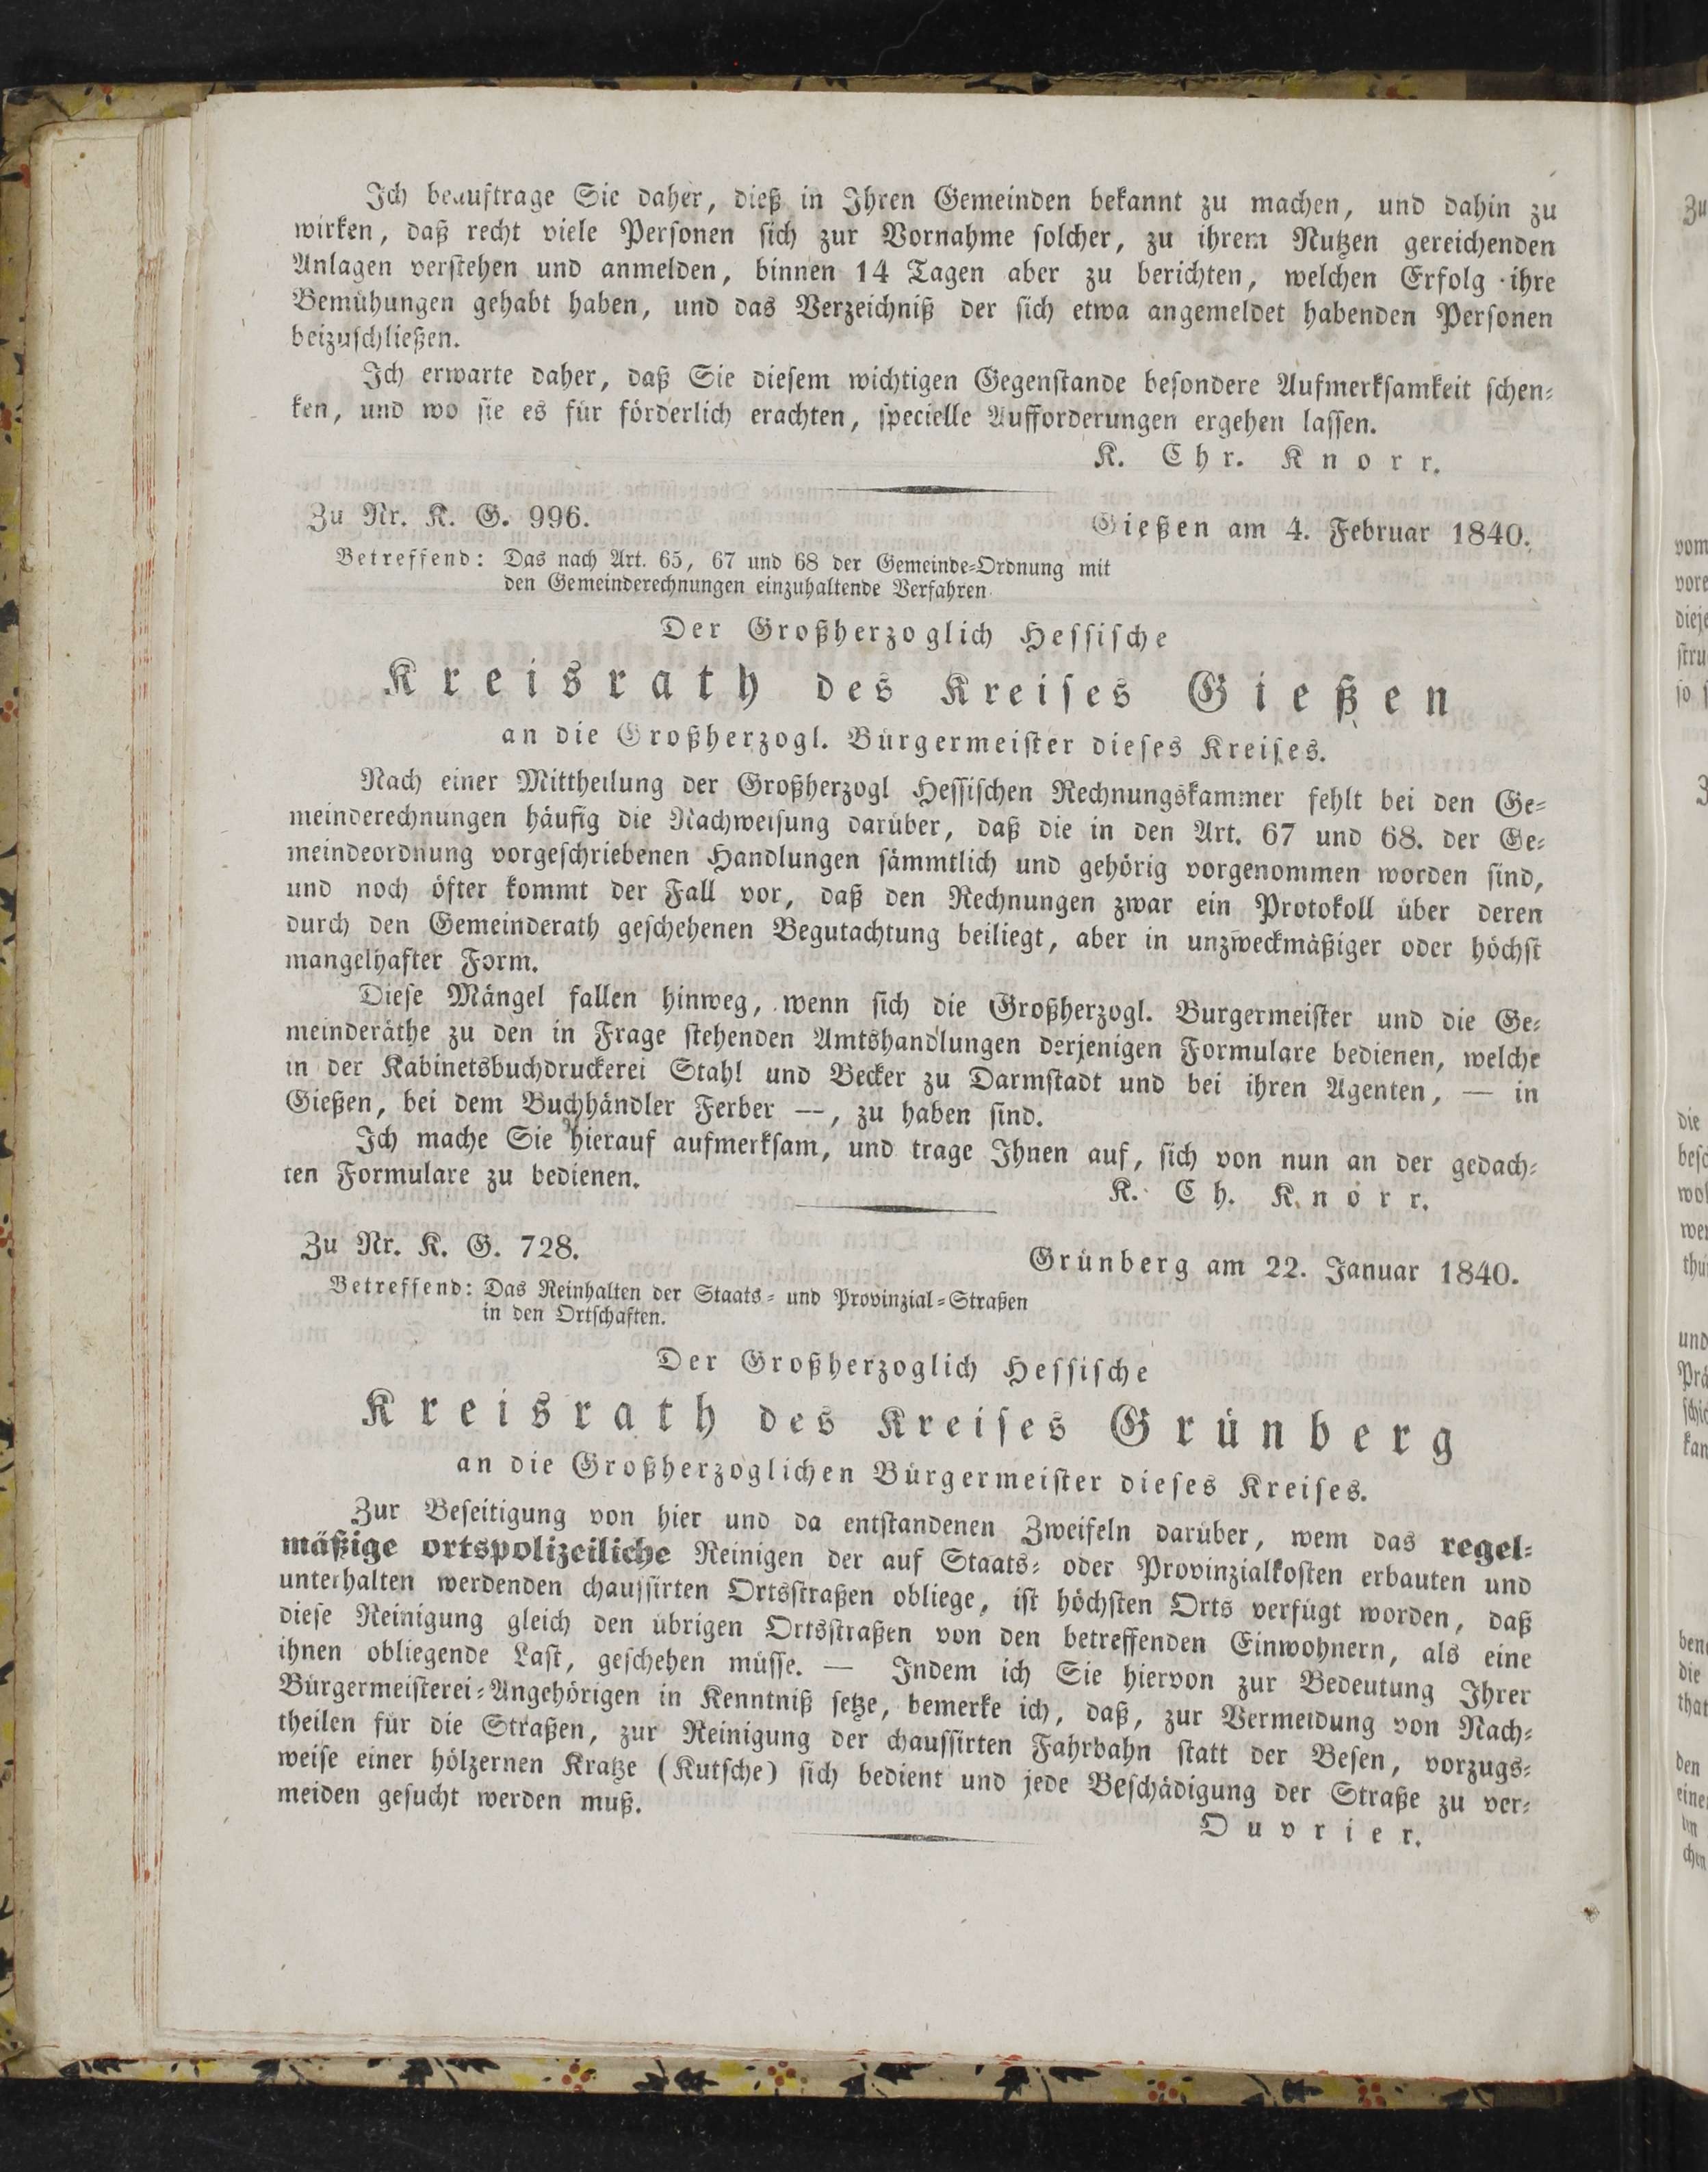 Ich beauftrage Sie daher, dieß in Ihren Gemeinden bekannt zu machen, und dahin zu
wirken, daß recht viele Personen sich zur Vornahme solcher, zu ihrem Nutzen gereichenden
Anlagen verstehen und anmelden, binnen 14 Tagen aber zu berichten, welchen Erfolg ihre
Bemühungen gehabt haben, und das Verzeichniß der sich etwa angemeldet habenden Personen
beizuschließen.
Ich erwarte daher, daß Sie diesem wichtigen Gegenstande besondere Aufmerksamkeit schen-
ken, und wo sie es für förderlich erachten, specielle Aufforderungen ergehen lassen.
K. Chr. Knorr.
Zu Nr. K. G. 996.
Gießen am 4. Februar 1840.
Betreffend: Das nach Art. 65, 67 und 68 der Gemeinde-Ordnung mit
den Gemeinderechnungen einzuhaltende Verfahren.
Der Großherzoglich Hessische
Kreisrath des Kreises Gießen
an die Großherzogl. Bürgermeister dieses Kreises.
Nach einer Mittheilung der Großherzogl Hessischen Rechnungskammer fehlt bei den Ge-
meinderechnungen häufig die Nachweisung darüber, daß die in den Art. 67 und 68. der Ge-
meindeordnung vorgeschriebenen Handlungen sämmtlich und gehörig vorgenommen worden sind,
und noch öfter kommt der Fall vor, daß den Rechnungen zwar ein Protokoll über deren
durch den Gemeinderath geschehenen Begutachtung beiliegt, aber in unzweckmäßiger oder höchst
mangelhafter Form.
Diese Mängel fallen hinweg, wenn sich die Großherzogl. Burgermeister und die Ge-
meinderäthe zu den in Frage stehenden Amtshandlungen derjenigen Formulare bedienen, welche
in der Kabinetsbuchdruckerei Stahl und Becker zu Darmstadt und bei ihren Agenten, — in
Gießen, bei dem Buchhändler Ferber —, zu haben sind.
Ich mache Sie hierauf aufmerksam, und trage Ihnen auf, sich von nun an der gedach-
ten Formulare zu bedienen.
K. Ch. Knorr.
Zu Nr. K. G. 728.
Grünberg am 22. Januar 1840.
Betreffend: Das Reinhalten der Staats- und Provinzial-Straßen
in den Ortschaften.
Der Großherzoglich Hessische
Kreisrath des Kreises Grünberg
an die Großherzoglichen Bürgermeister dieses Kreises.
Zur Beseitigung von hier und da entstandenen Zweifeln darüber, wem das regel-
mäßige ortspolizeiliche Reinigen der auf Staats- oder Provinzialkosten erbauten und
unterhalten werdenden chaussirten Ortsstraßen obliege, ist höchsten Orts verfügt worden, daß
diese Reinigung gleich den übrigen Ortsstraßen von den betreffenden Einwohnern, als eine
ihnen obliegende Last, geschehen müsse. — Indem ich Sie hiervon zur Bedeutung Ihrer
Bürgermeisterei-Angehörigen in Kenntniß setze, bemerke ich, daß, zur Vermeidung von Nach-
theilen für die Straßen, zur Reinigung der chaussirten Fahrbahn statt der Besen, vorzugs-
weise einer hölzernen Kratze (Kutsche) sich bedient und jede Beschädigung der Straße zu ver-
meiden gesucht werden muß.
Ouvrier.